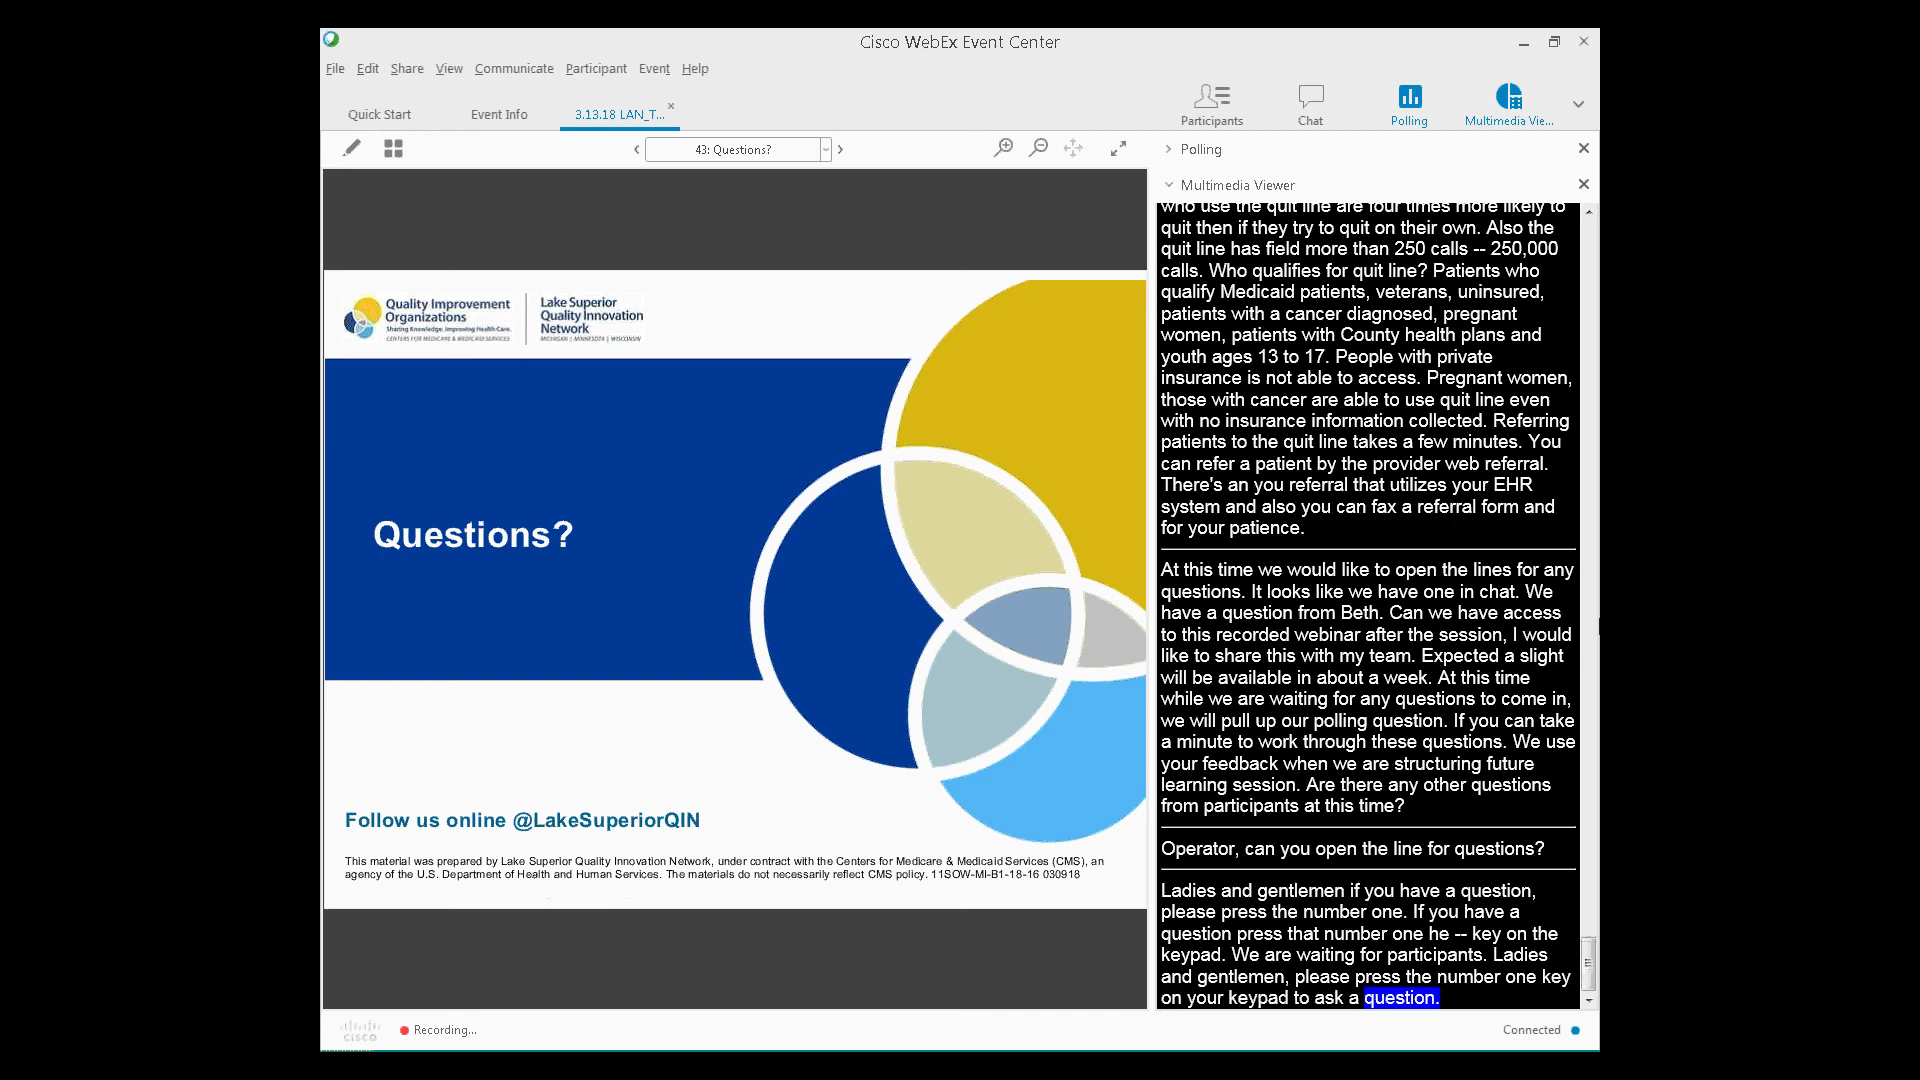 Cisco WebEx Event Center
File Edit Share View Communicate Participant Event Help
Quick Start Event Info 3.13.18 LAN_T...
Participants Chat Polling Multimedia Vie...
43: Questions?
Polling
Multimedia Viewer
Quality Improvement
Organizations
Sharing Knowledge. Improving Health Care.
CENTERS FOR MEDICARE & MEDICAID SERVICES
Lake Superior
Quality Innovation
Network
MICHIGAN | MINNESOTA | WISCONSIN
Questions?
Follow us online @LakeSuperiorQIN
This material was prepared by Lake Superior Quality Innovation Network, under contract with the Centers for Medicare & Medicaid Services (CMS), an
agency of the U.S. Department of Health and Human Services. The materials do not necessarily reflect CMS policy. 11SOW-MI-B1-18-16 030918
who use the quit line are four times more likely to
quit then if they try to quit on their own. Also the
quit line has field more than 250 calls -- 250,000
calls. Who qualifies for quit line? Patients who
qualify Medicaid patients, veterans, uninsured,
patients with a cancer diagnosed, pregnant
women, patients with County health plans and
youth ages 13 to 17. People with private
insurance is not able to access. Pregnant women,
those with cancer are able to use quit line even
with no insurance information collected. Referring
patients to the quit line takes a few minutes. You
can refer a patient by the provider web referral.
There's an you referral that utilizes your EHR
system and also you can fax a referral form and
for your patience.
At this time we would like to open the lines for any
questions. It looks like we have one in chat. We
have a question from Beth. Can we have access
to this recorded webinar after the session, I would
like to share this with my team. Expected a slight
will be available in about a week. At this time
while we are waiting for any questions to come in,
we will pull up our polling question. If you can take
a minute to work through these questions. We use
your feedback when we are structuring future
learning session. Are there any other questions
from participants at this time?
Operator, can you open the line for questions?
Ladies and gentlemen if you have a question,
please press the number one. If you have a
question press that number one he -- key on the
keypad. We are waiting for participants. Ladies
and gentlemen, please press the number one key
on your keypad to ask a question.
cisco
Recording...
Connected